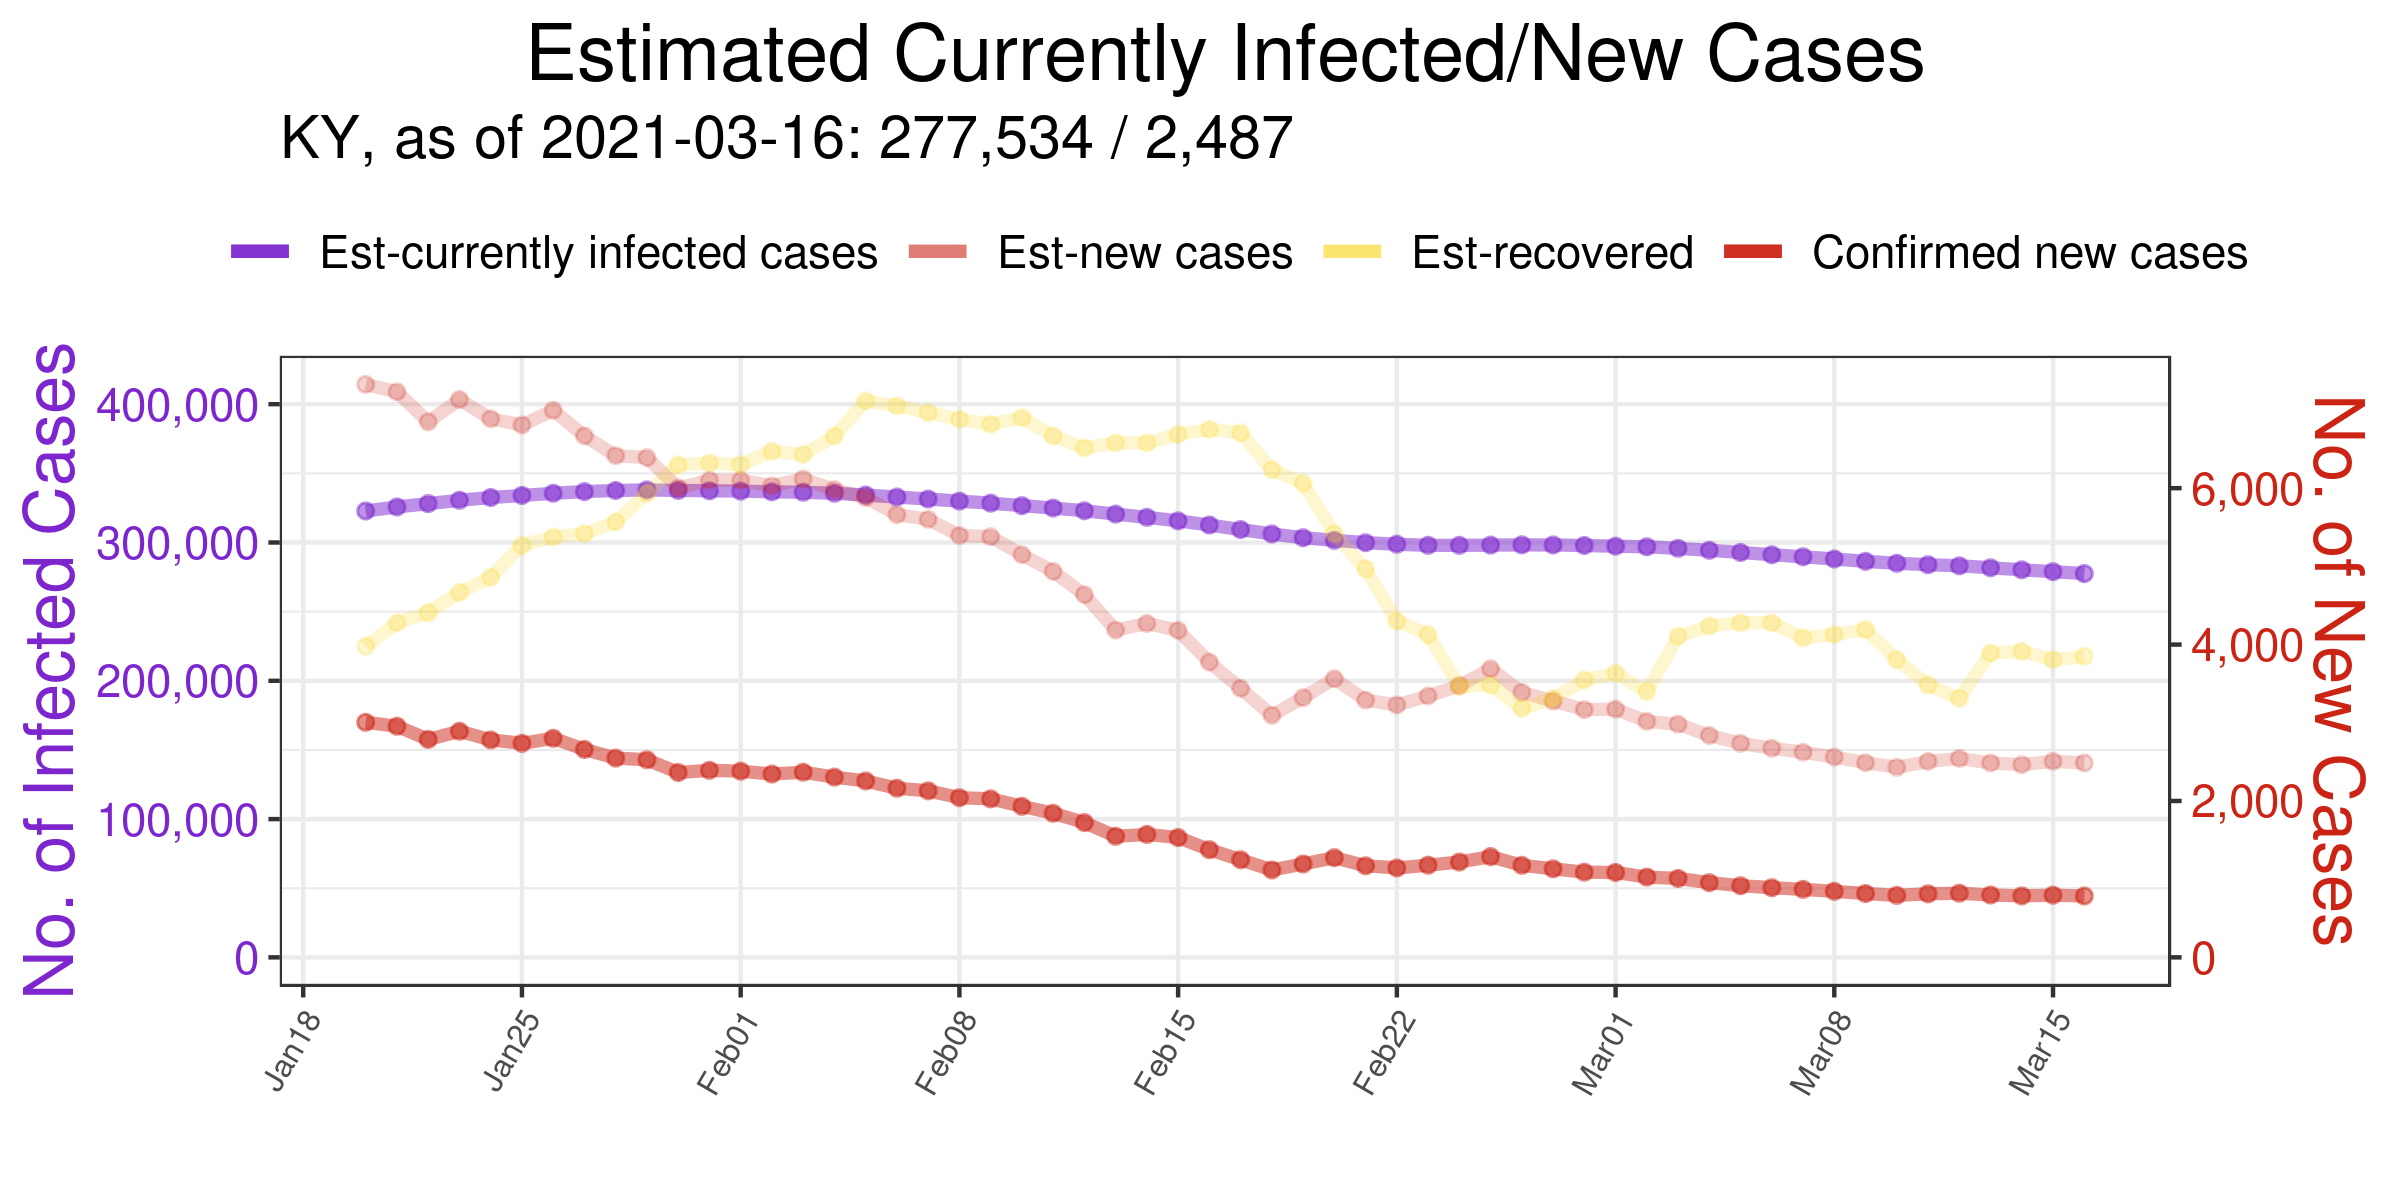 Estimated Currently Infected/New Cases
KY, as of 2021-03-16: 277,534 / 2,487
Est-currently infected cases Est-new cases Est-recovered Confirmed new cases
No. of Infected Cases
400,000
300,000
200,000
100,000
0
No. of New Cases
6,000
4,000
2,000
0
Jan18 Jan25 Feb01 Feb08 Feb15 Feb22 Mar01 Mar08 Mar15